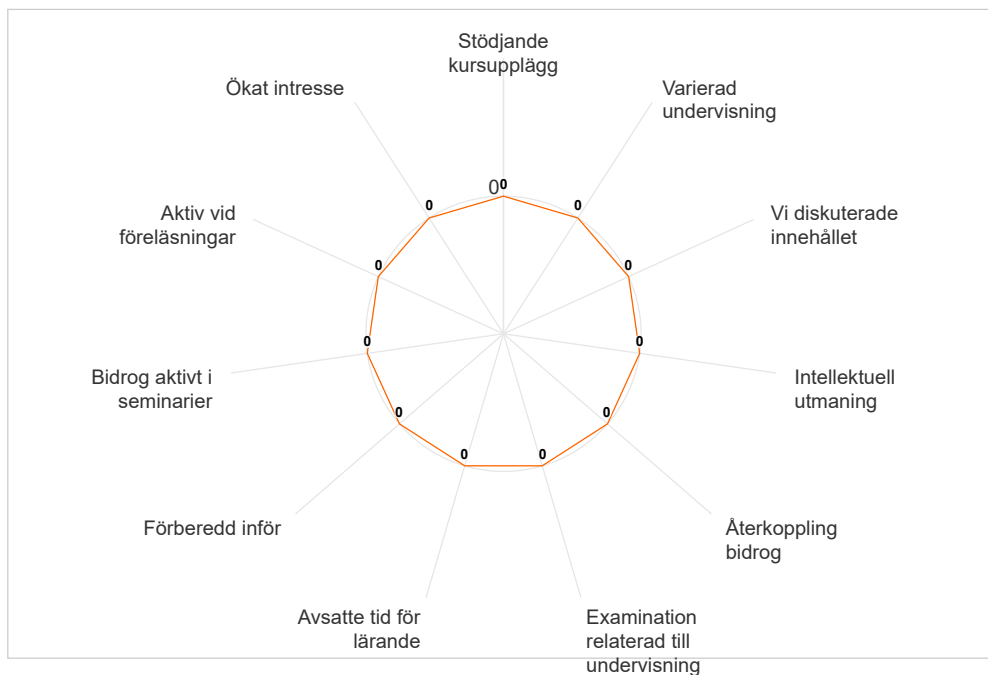 Stödjande
kursupplägg
Ökat intresse
Varierad
undervisning
00
0
0
Aktiv vid
föreläsningar
Vi diskuterade
innehållet
0
0
0
0
Bidrog aktivt i
seminarier
Intellektuell
utmaning
0
0
0
0
Förberedd inför
Återkoppling
bidrog
Avsatte tid för
lärande
Examination
relaterad till
undervisning